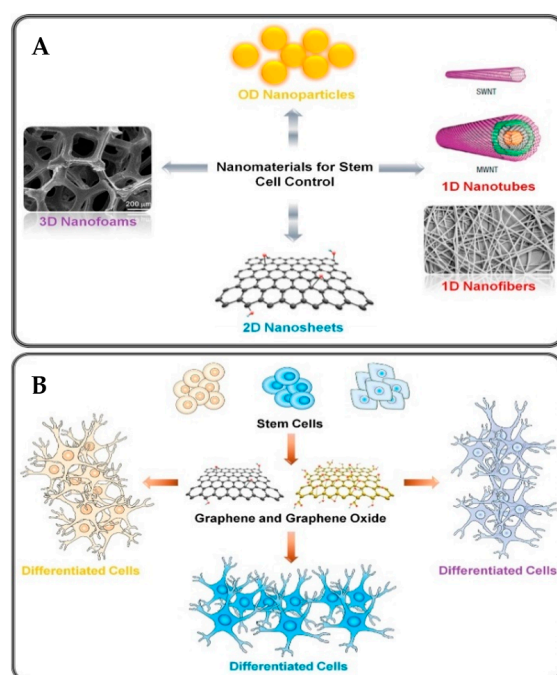 A
OD Nanoparticles
SWNT
MWNT
1D Nanotubes
Nanomaterials for Stem
Cell Control
200 μm
3D Nanofoams
1D Nanofibers
2D Nanosheets
B
Stem Cells
Graphene and Graphene Oxide
Differentiated Cells
Differentiated Cells
Differentiated Cells